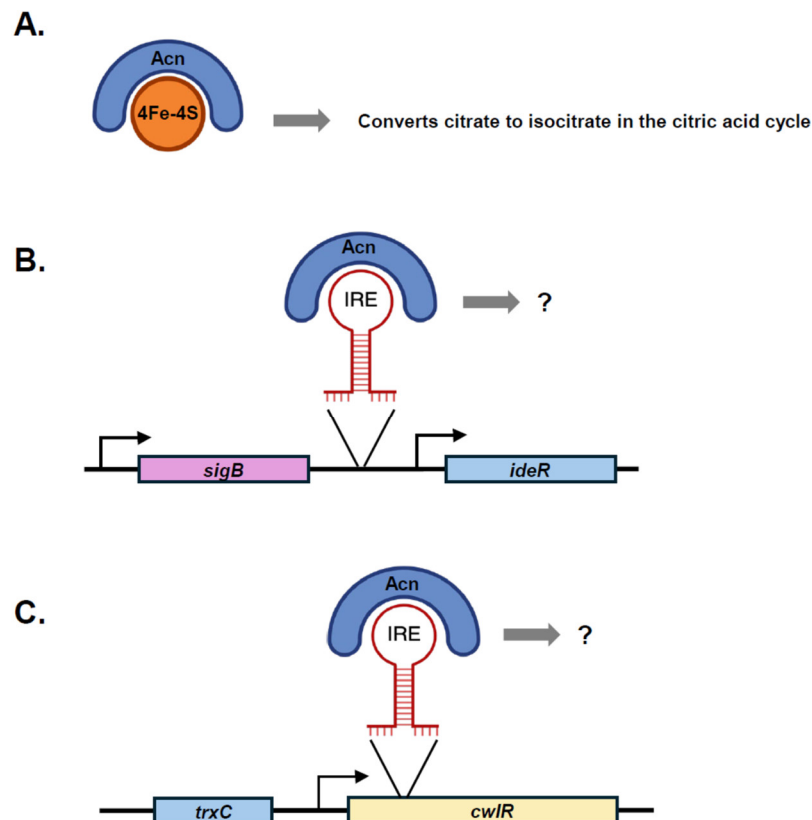 A.
Acn
4Fe-4S
Converts citrate to isocitrate in the citric acid cycle
B.
Acn
IRE
?
sigB
ideR
C.
Acn
IRE
?
trxC
cwlR